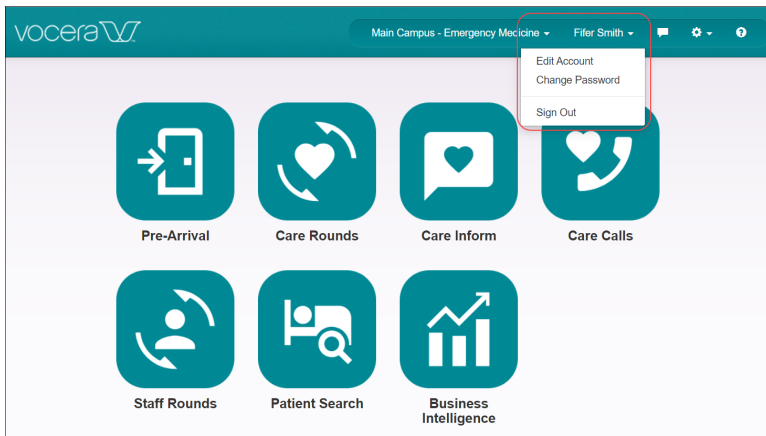 vocera
Main Campus - Emergency Medicine Fifer Smith
Edit Account
Change Password
Sign Out
Pre-Arrival Care Rounds Care Inform Care Calls
Staff Rounds Patient Search Business
Intelligence